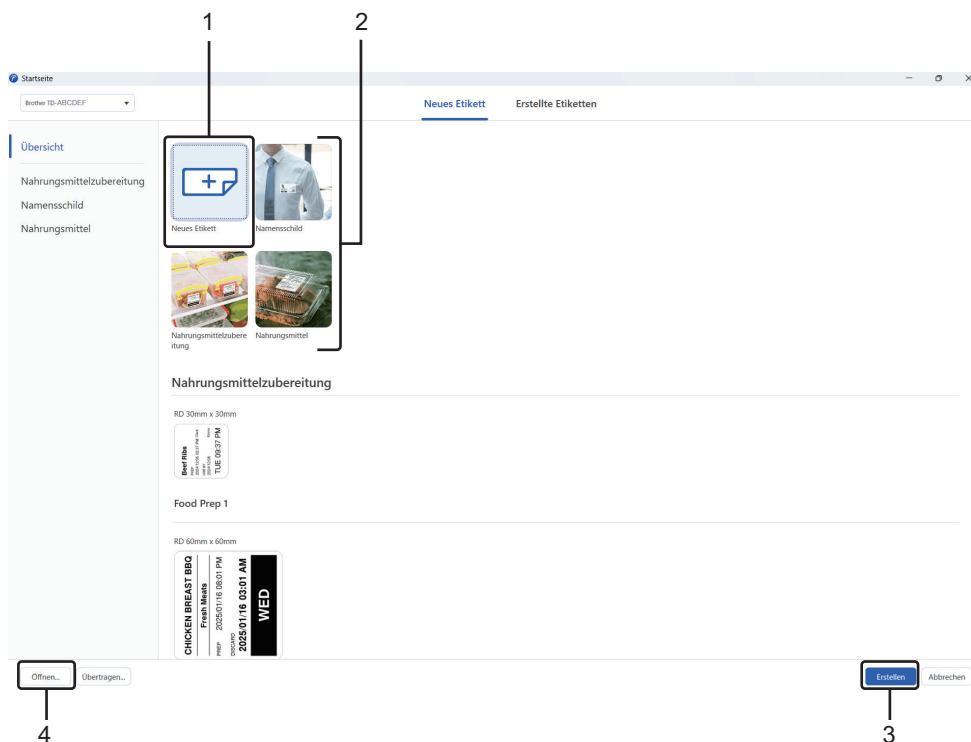 1
2
Startseite
Brother TD-ABCDEF
Neues Etikett
Erstellte Etiketten
Übersicht
Nahrungsmittelzubereitung
Namensschild
Nahrungsmittel
Neues Etikett
Namensschild
Nahrungsmittelzubere
itung
Nahrungsmittel
Nahrungsmittelzubereitung
RD 30mm x 30mm
Beef Ribs
TUE 09:37 PM
Food Prep 1
RD 60mm x 60mm
CHICKEN BREAST BBQ
Fresh Meats
PREP 2025/01/16 08:01 PM
DISCARD
2025/01/16 03:01 AM
WED
Öffnen...
Übertragen...
Erstellen
Abbrechen
4
3